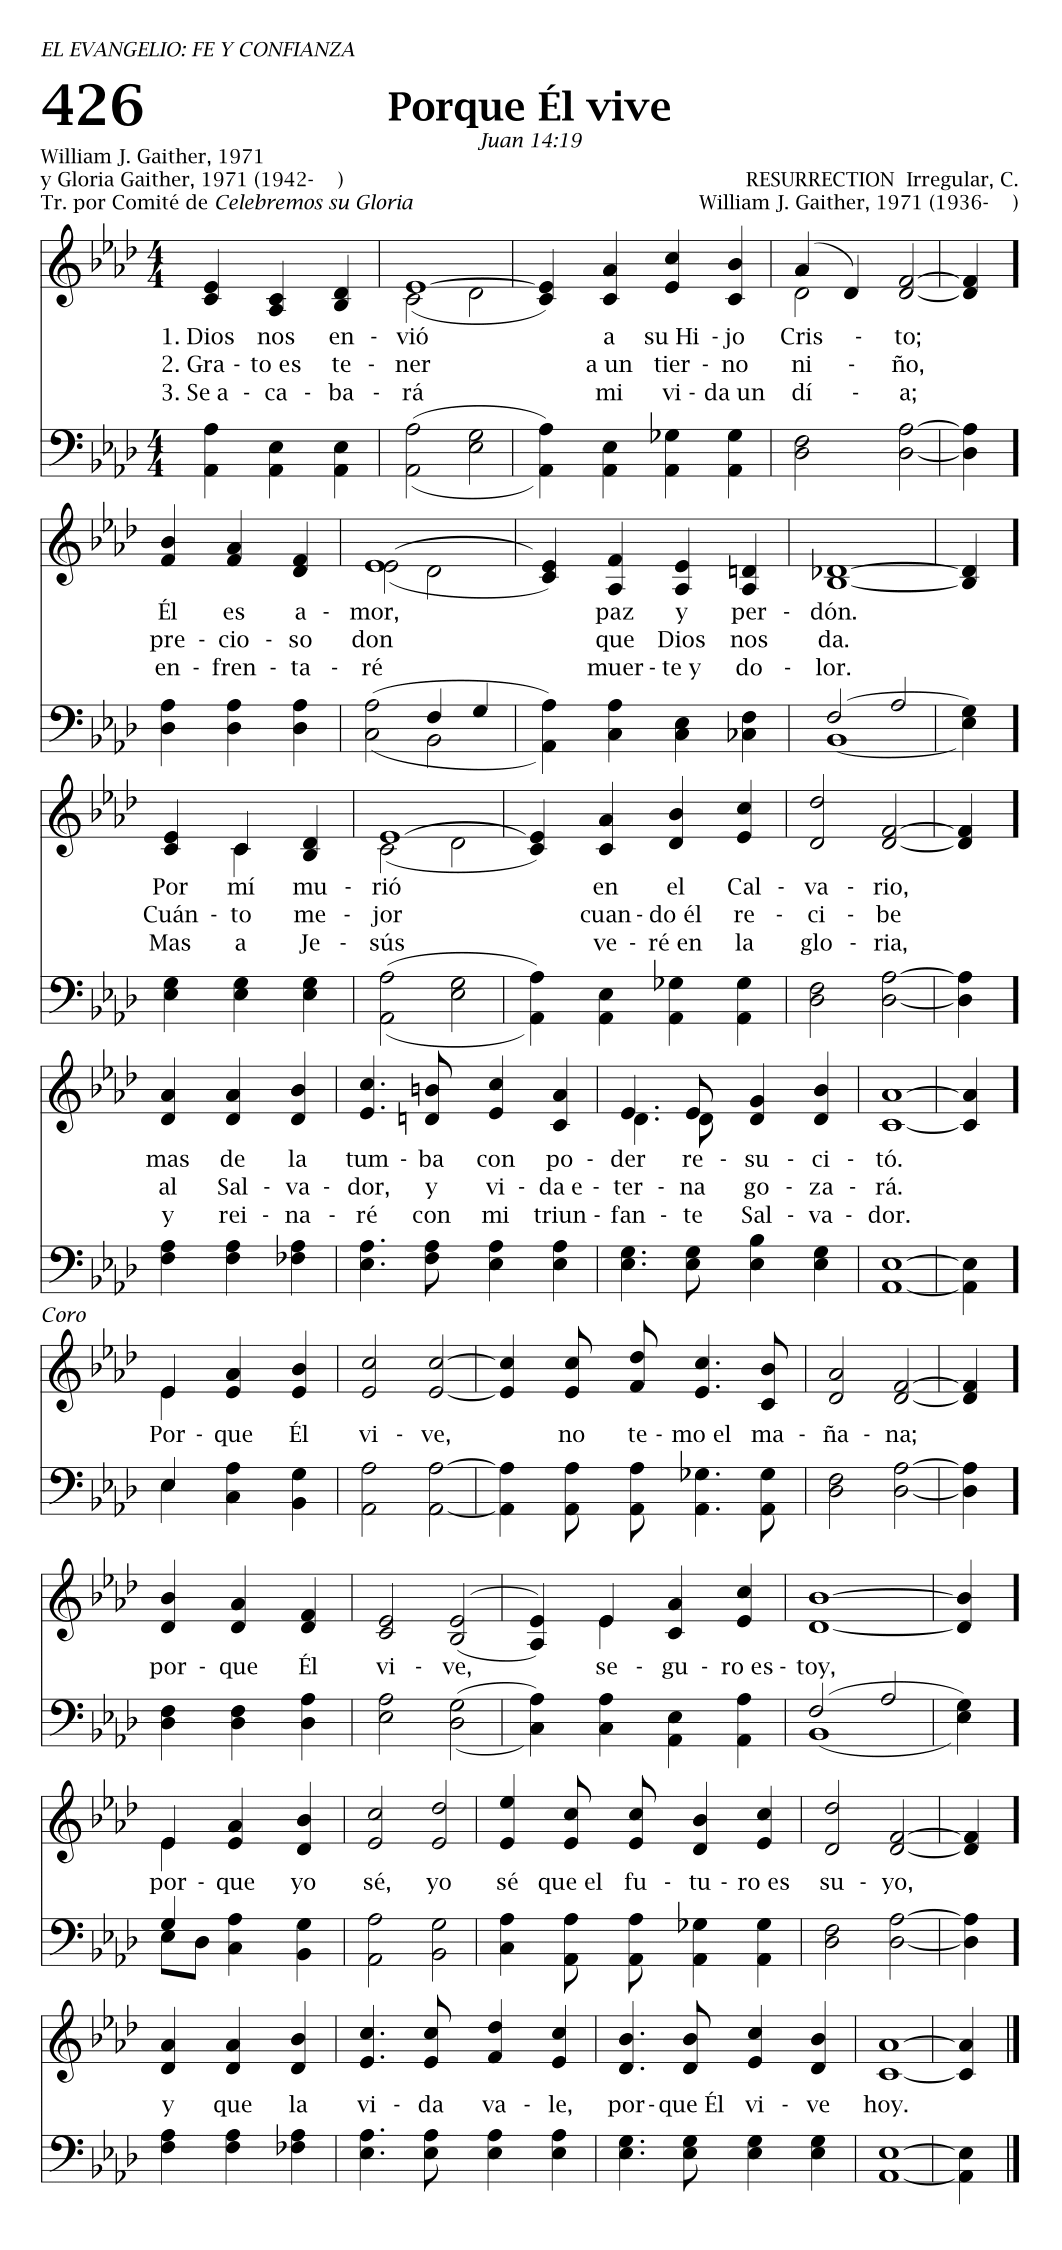 EL EVANGELIO: FE Y CONFIANZA
426
Porque Él vive
Juan 14:19
William J. Gaither, 1971
y Gloria Gaither, 1971 (1942- )
Tr. por Comité de Celebremos su Gloria
RESURRECTION Irregular, C.
William J. Gaither, 1971 (1936- )
1. Dios nos en - vió a su Hi - jo Cris - to;
2. Gra - to es te - ner a un tier - no ni - ño,
3. Se a - ca - ba - rá mi vi - da un dí - a;
Él es a - mor, paz y per - dón.
pre - cio - so don que Dios nos da.
en - fren - ta - ré muer - te y do - lor.
Por mí mu - rió en el Cal - va - rio,
Cuán - to me - jor cuan - do él re - ci - be
Mas a Je - sús ve - ré en la glo - ria,
mas de la tum - ba con po - der re - su - ci - tó.
al Sal - va - dor, y vi - da e - ter - na go - za - rá.
y rei - na - ré con mi triun - fan - te Sal - va - dor.
Coro
Por - que Él vi - ve, no te - mo el ma - ña - na;
por - que Él vi - ve, se - gu - ro es - toy,
por - que yo sé, yo sé que el fu - tu - ro es su - yo,
y que la vi - da va - le, por - que Él vi - ve hoy.